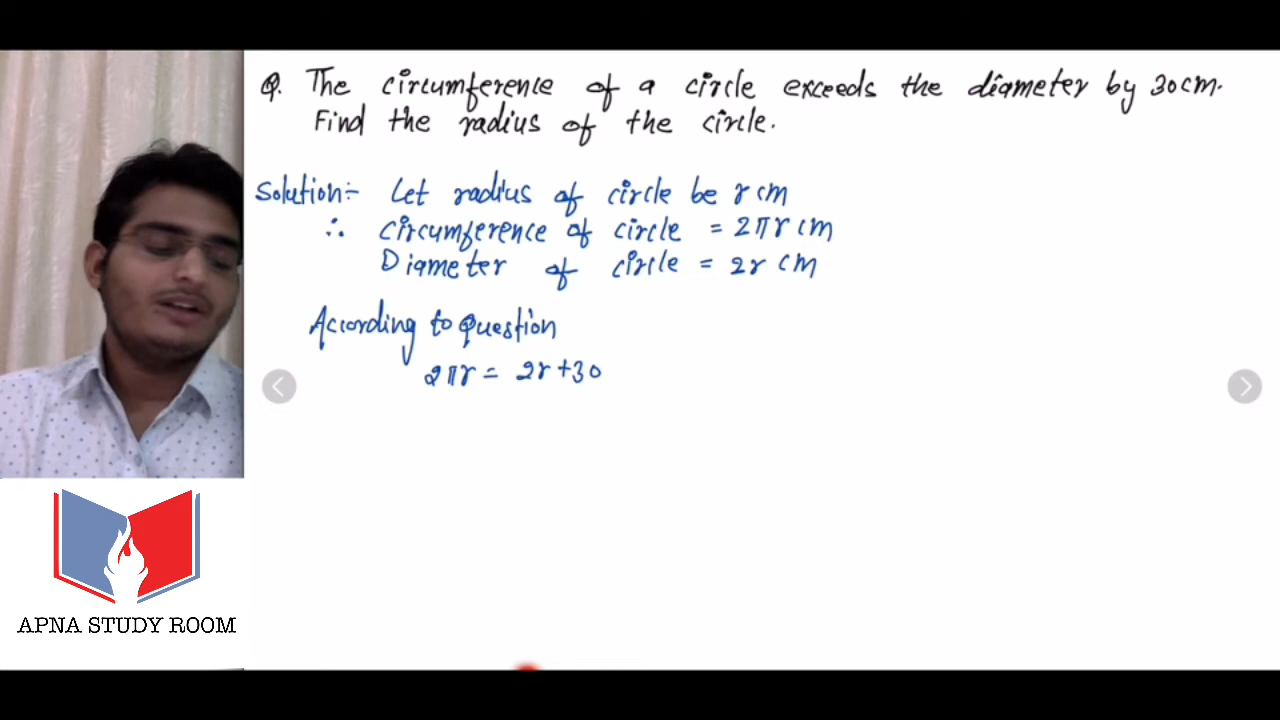 Q. The circumference of a circle exceeds the diameter by 30 cm.
Find the radius of the circle.
Solution:- Let radius of circle be r cm
∴ circumference of circle = 2πr cm
Diameter of circle = 2r cm
According to question
2πr = 2r + 30
APNA STUDY ROOM